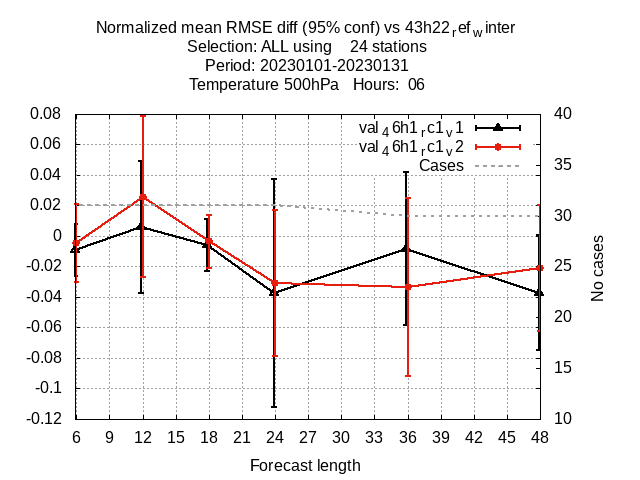 Normalized mean RMSE diff (95% conf) vs 43h22refwinter
Selection: ALL using 24 stations
Period: 20230101-20230131
Temperature 500hPa Hours: 06
val46h1rc1v1
val46h1rc1v2
Cases
0.08
0.06
0.04
0.02
0
-0.02
-0.04
-0.06
-0.08
-0.1
-0.12
40
35
30
25
20
15
10
No cases
6 9 12 15 18 21 24 27 30 33 36 39 42 45 48
Forecast length